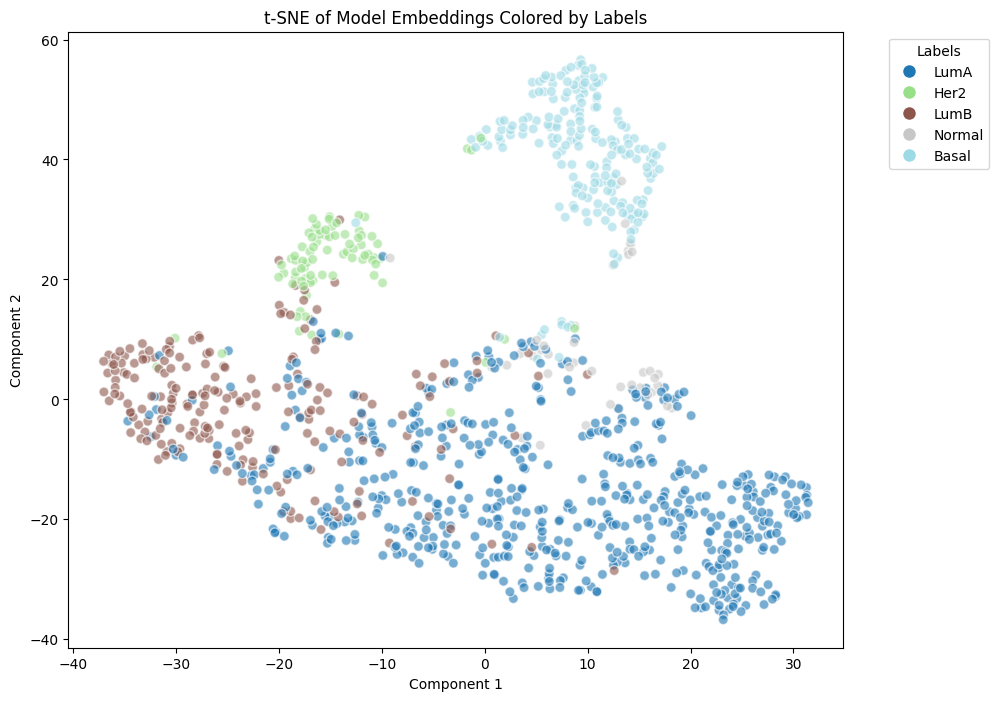 t-SNE of Model Embeddings Colored by Labels
Component 2
60
40
20
0
−20
−40
−40
−30
−20
−10
0
10
20
30
Component 1
Labels
LumA
Her2
LumB
Normal
Basal